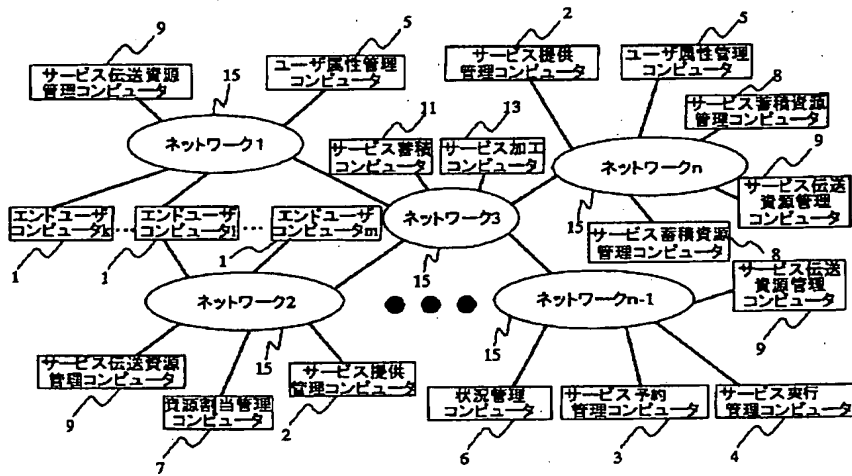 9
サービス伝送資源
管理コンピュータ
5
ユーザ属性管理
コンピュータ
2
サービス提供
管理コンピュータ
5
ユーザ属性管理
コンピュータ
15
ネットワーク1
11
サービス蓄積
コンピュータ
13
サービス加工
コンピュータ
8
サービス蓄積資源
管理コンピュータ
ネットワークn
15
9
サービス伝送
資源管理
コンピュータ
エンドユーザ
コンピュータk
1
エンドユーザ
コンピュータl
1
エンドユーザ
コンピュータm
1
ネットワーク3
15
サービス蓄積資源
管理コンピュータ
8
ネットワーク2
15
ネットワークn-1
15
サービス伝送
資源管理
コンピュータ
9
サービス伝送資源
管理コンピュータ
9
資源割当管理
コンピュータ
7
サービス提供
管理コンピュータ
2
状況管理
コンピュータ
6
サービス予約
管理コンピュータ
3
サービス実行
管理コンピュータ
4